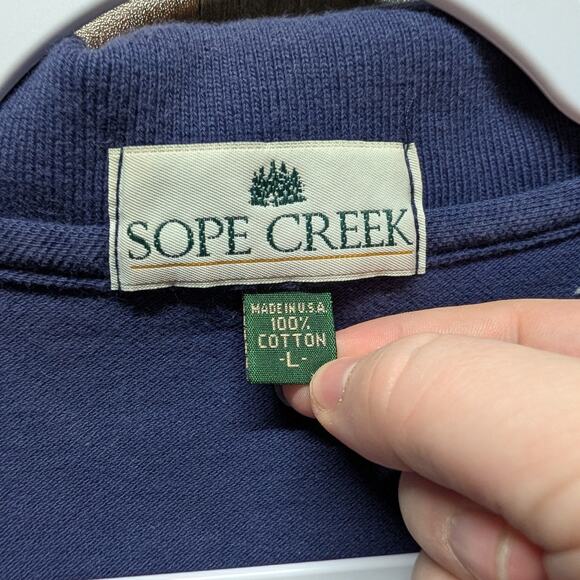 SOPE CREEK
MADE IN U.S.A.
100%
COTTON
-L-